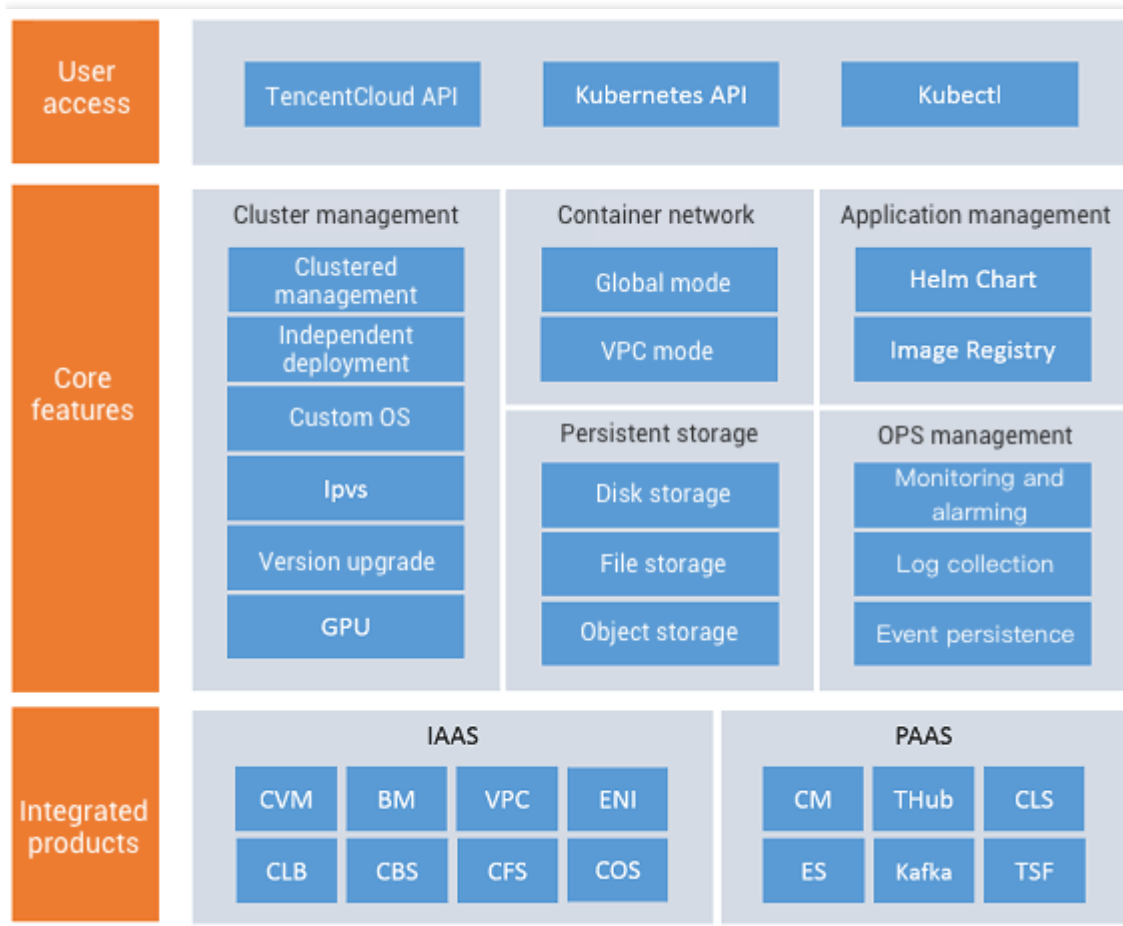 User
access
TencentCloud API
Kubernetes API
Kubectl
Core
features
Cluster management
Clustered
management
Independent
deployment
Custom OS
Ipvs
Version upgrade
GPU
Container network
Global mode
VPC mode
Application management
Helm Chart
Image Registry
Persistent storage
Disk storage
File storage
Object storage
OPS management
Monitoring and
alarming
Log collection
Event persistence
Integrated
products
IAAS
CVM
BM
VPC
ENI
CLB
CBS
CFS
COS
PAAS
CM
THub
CLS
ES
Kafka
TSF